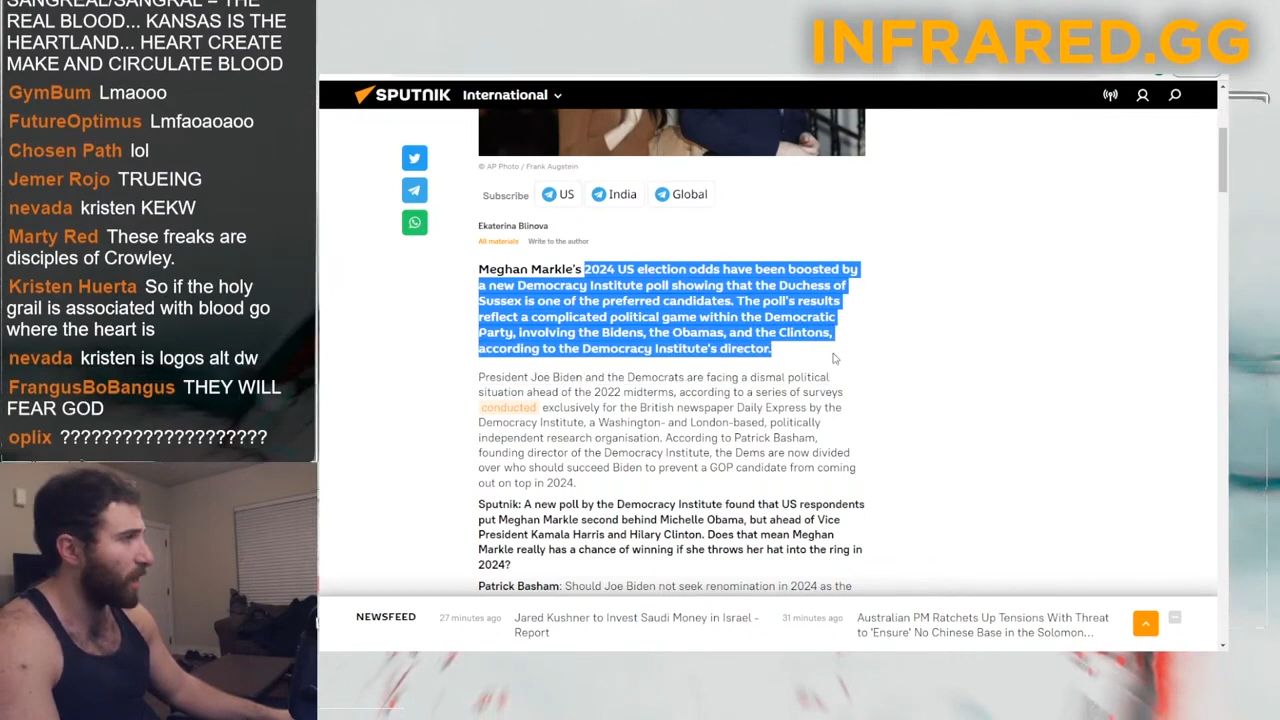 SANGREAL/SANGRAL = THE
REAL BLOOD... KANSAS IS THE
HEARTLAND... HEART CREATE
MAKE AND CIRCULATE BLOOD
GymBum Lmaooo
FutureOptimus Lmfaoaoaoo
Chosen Path lol
Jemer Rojo TRUEING
nevada kristen KEKW
Marty Red These freaks are
disciples of Crowley.
Kristen Huerta So if the holy
grail is associated with blood go
where the heart is
nevada kristen is logos alt dw
FrangusBoBangus THEY WILL
FEAR GOD
oplix ???????????????????
INFRARED.GG
SPUTNIK International
© AP Photo / Frank Augstein
Subscribe US India Global
Ekaterina Blinova
All materials Write to the author
Meghan Markle's 2024 US election odds have been boosted by
a new Democracy Institute poll showing that the Duchess of
Sussex is one of the preferred candidates. The poll's results
reflect a complicated political game within the Democratic
Party, involving the Bidens, the Obamas, and the Clintons,
according to the Democracy Institute's director.
President Joe Biden and the Democrats are facing a dismal political
situation ahead of the 2022 midterms, according to a series of surveys
conducted exclusively for the British newspaper Daily Express by the
Democracy Institute, a Washington- and London-based, politically
independent research organisation. According to Patrick Basham,
founding director of the Democracy Institute, the Dems are now divided
over who should succeed Biden to prevent a GOP candidate from coming
out on top in 2024.
Sputnik: A new poll by the Democracy Institute found that US respondents
put Meghan Markle second behind Michelle Obama, but ahead of Vice
President Kamala Harris and Hilary Clinton. Does that mean Meghan
Markle really has a chance of winning if she throws her hat into the ring in
2024?
Patrick Basham: Should Joe Biden not seek renomination in 2024 as the
NEWSFEED
27 minutes ago
Jared Kushner to Invest Saudi Money in Israel -
Report
31 minutes ago
Australian PM Ratchets Up Tensions With Threat
to 'Ensure' No Chinese Base in the Solomon...